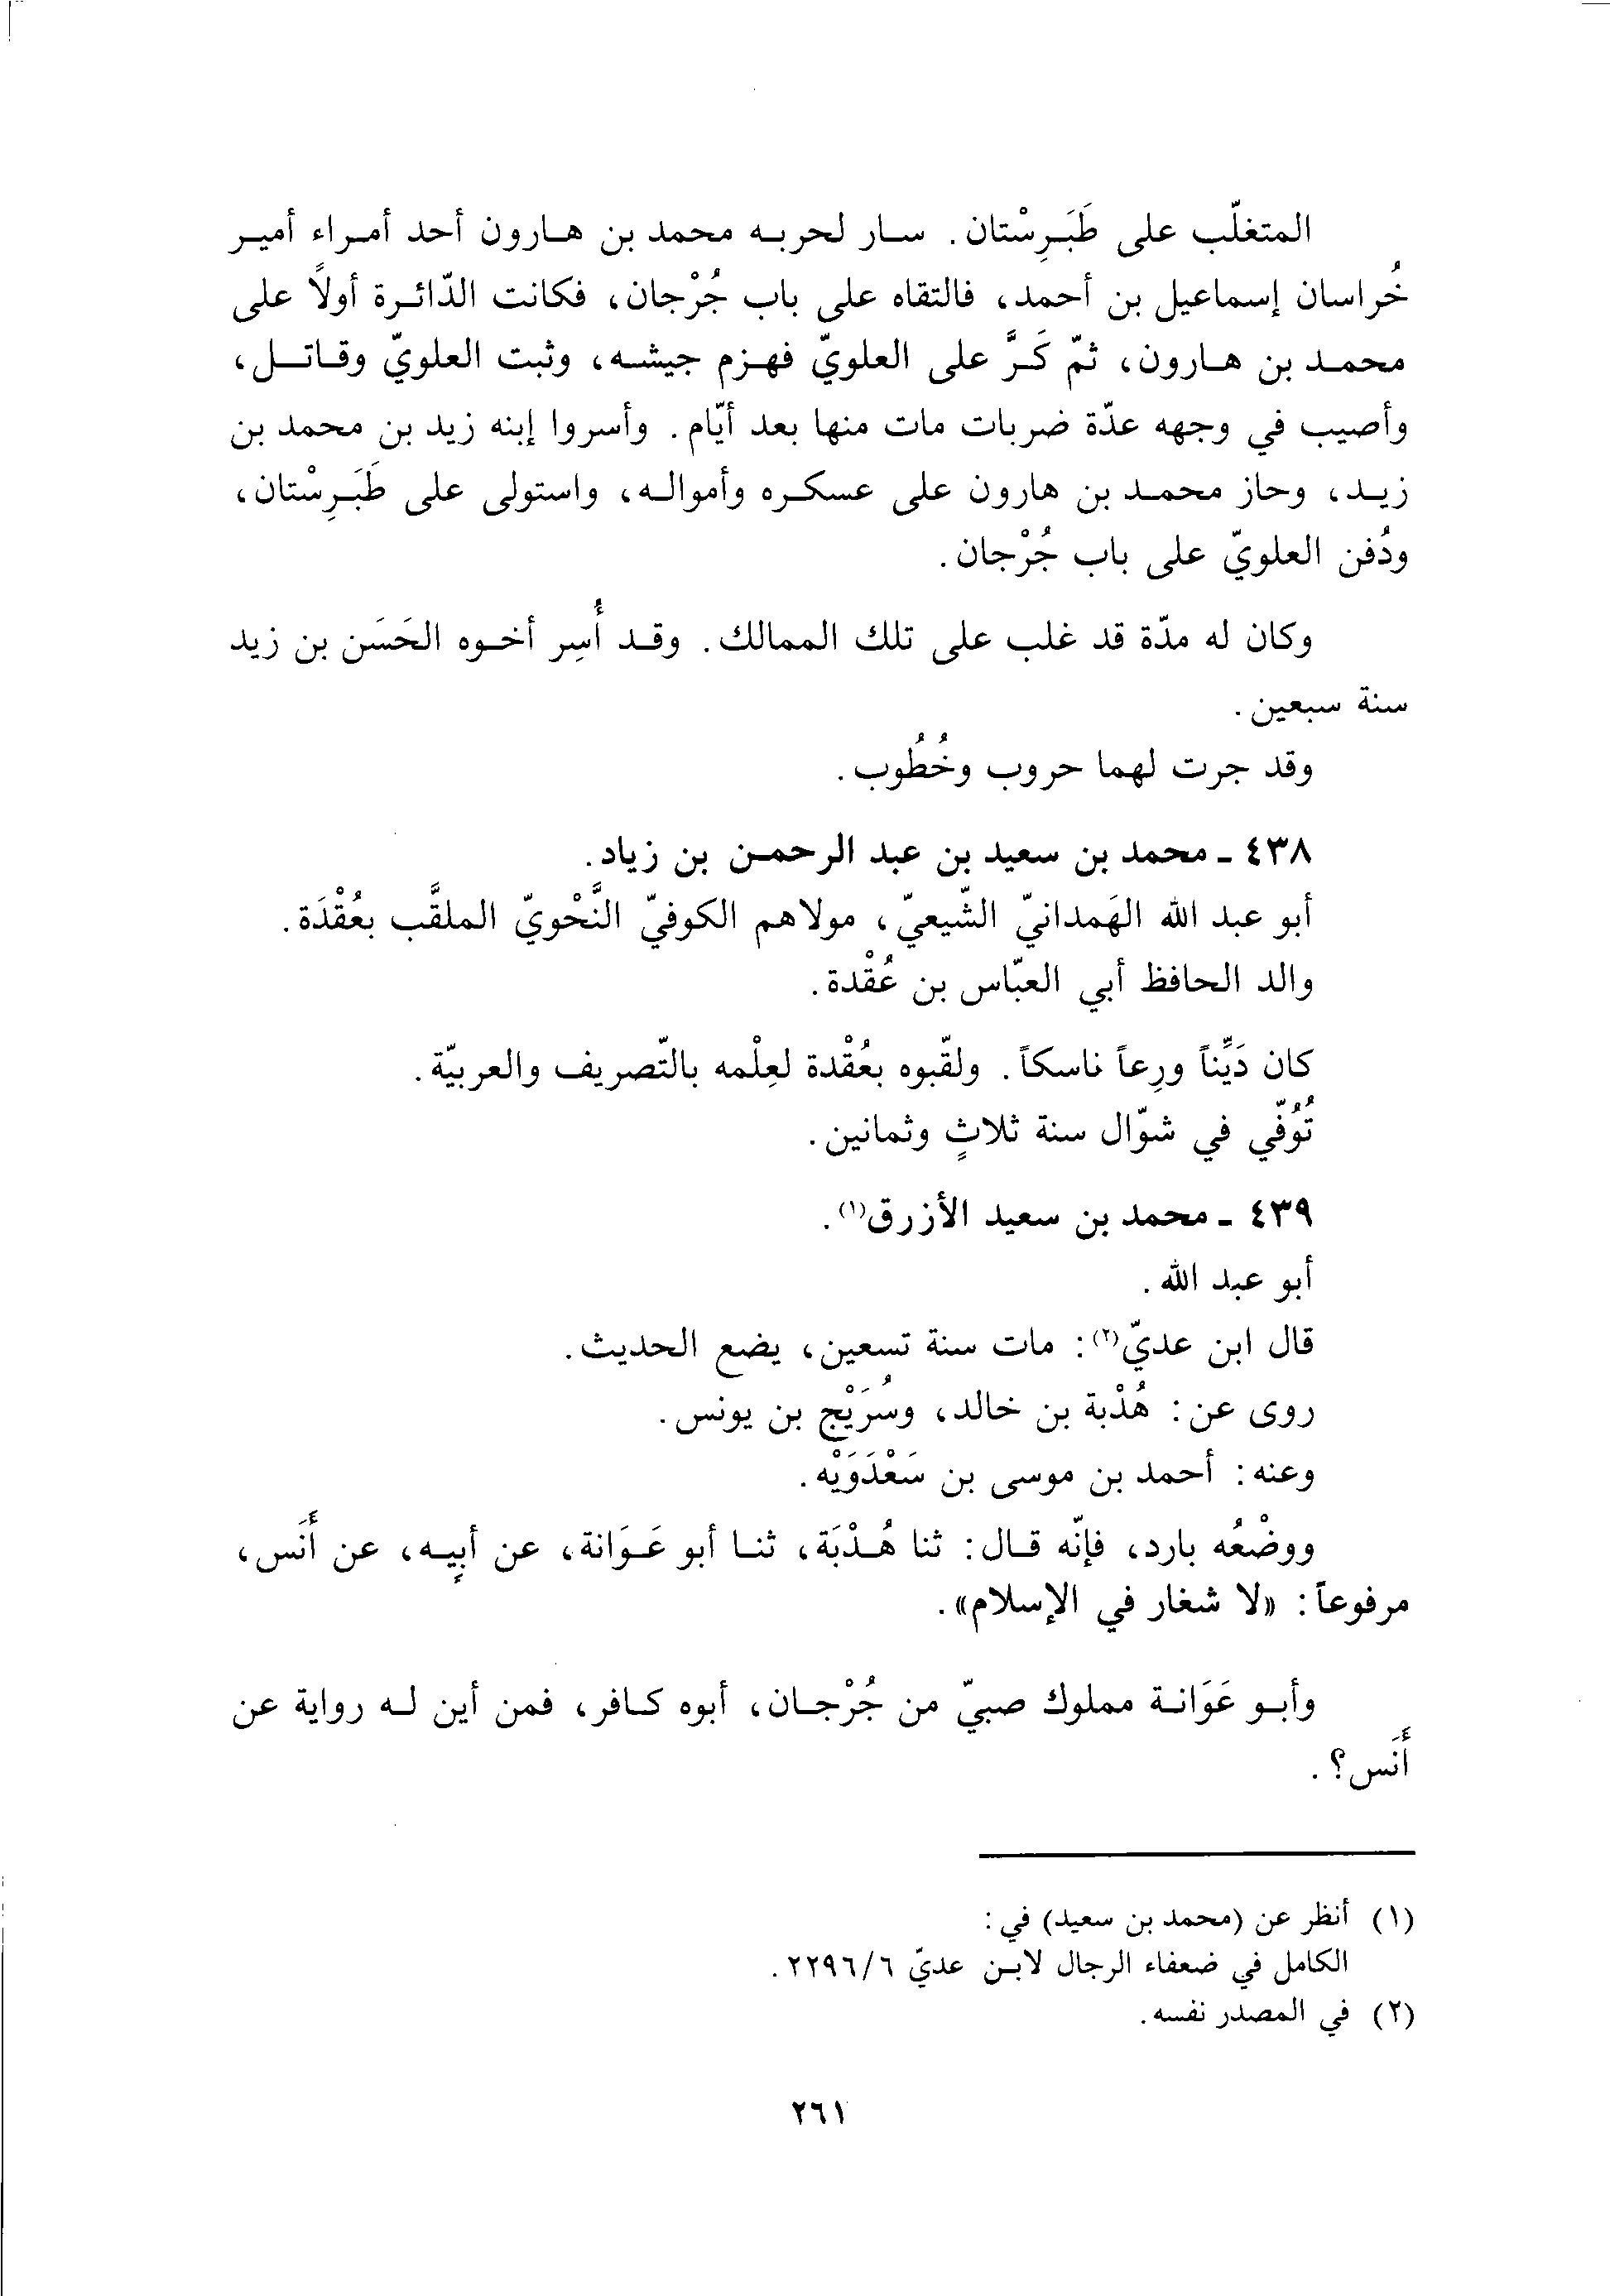 المتغلّب على طَبَرِسْتان. سار لحربه محمد بن هارون أحد أمراء أمير
خُراسان إسماعيل بن أحمد، فالتقاه على باب جُرْجان، فكانت الدّائرة أولاً على
محمد بن هارون، ثمّ كَرَّ على العلويّ فهزم جيشه، وثبت العلويّ وقاتل،
وأصيب في وجهه عدّة ضربات مات منها بعد أيّام. وأسروا إبنه زيد بن محمد بن
زيد، وحاز محمد بن هارون على عسكره وأمواله، واستولى على طَبَرِسْتان،
ودُفن العلويّ على باب جُرْجان.
وكان له مدّة قد غلب على تلك الممالك. وقد أُسِر أخوه الحَسَن بن زيد
سنة سبعين.
وقد جرت لهما حروب وخُطُوب.
٤٣٨ ـ محمد بن سعيد بن عبد الرحمن بن زياد.
أبو عبد الله الهَمدانيّ الشّيعيّ، مولاهم الكوفيّ النَّحْويّ الملقَّب بعُقْدَة.
والد الحافظ أبي العبّاس بن عُقْدة.
كان دَيِّناً ورِعاً ناسكاً. ولقّبوه بعُقْدة لعِلْمه بالتّصريف والعربيّة.
تُوُفّي في شوّال سنة ثلاثٍ وثمانين.
٤٣٩ ـ محمد بن سعيد الأزرق(١).
أبو عبد الله.
قال ابن عديّ(٢): مات سنة تسعين، يضع الحديث.
روى عن: هُدْبة بن خالد، وسُرَيْج بن يونس.
وعنه: أحمد بن موسى بن سَعْدَوَيْه.
ووضْعُه بارد، فإنّه قال: ثنا هُدْبَة، ثنا أبو عَوَانة، عن أبيِه، عن أَنَس،
مرفوعاً: «لا شغار في الإسلام».
وأبو عَوَانة مملوك صبيّ من جُرْجان، أبوه كافر، فمن أين له رواية عن
أَنَس؟.
(١) أنظر عن (محمد بن سعيد) في:
الكامل في ضعفاء الرجال لابن عديّ ٦/٢٢٩٦.
(٢) في المصدر نفسه.
٢٦١